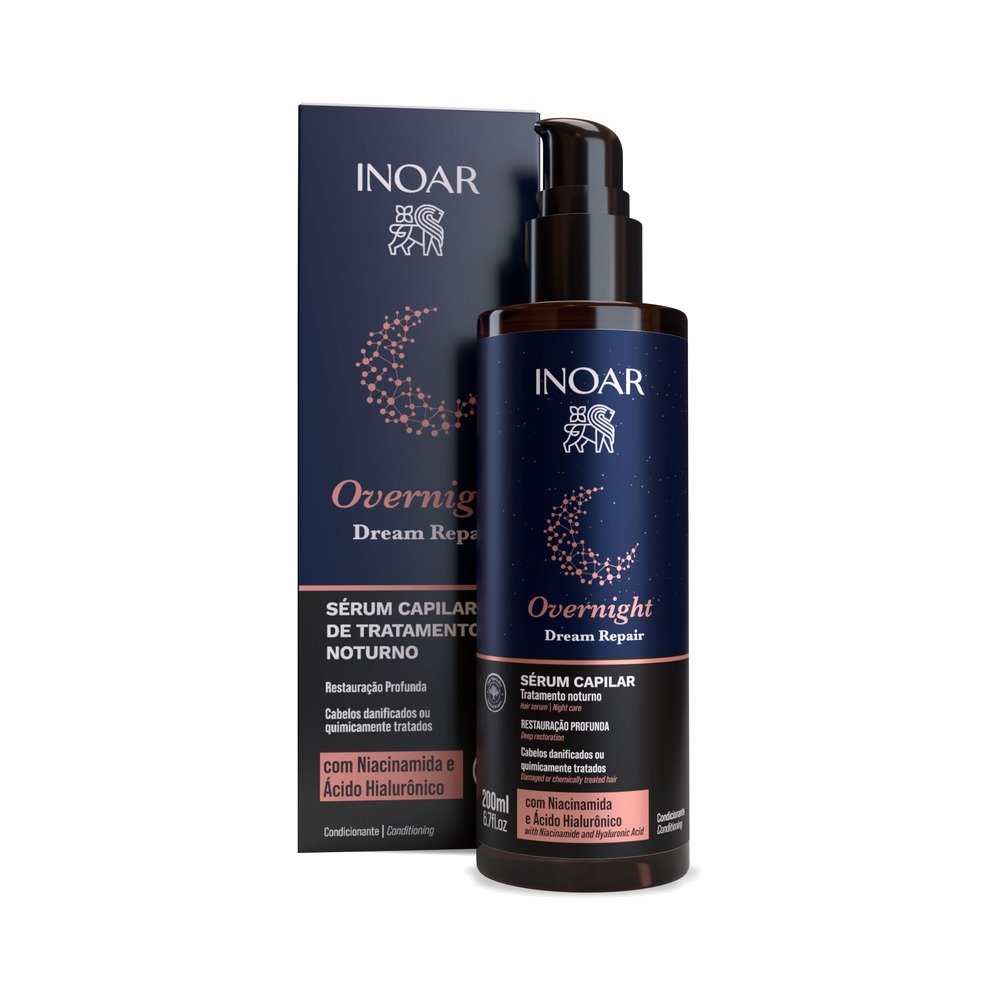 INOAR
Overnig
Dream Repa
SÉRUM CAPILAR
DE TRATAMENTO
NOTURNO
Restauração Profunda
Cabelos danificados ou
quimicamente tratados
com Niacinamida e
Ácido Hialurônico
Condicionante | Conditioning
INOAR
Overnight
Dream Repair
SÉRUM CAPILAR
Tratamento noturno
Hair serum | Night care
RESTAURAÇÃO PROFUNDA
Deep restoration
Cabelos danificados ou
quimicamente tratados
Damaged or chemically treated hair
com Niacinamida
e Ácido Hialurônico
with Niacinamide and Hyaluronic Acid
200ml
6.7fl.oz
Condicionante
Conditioning